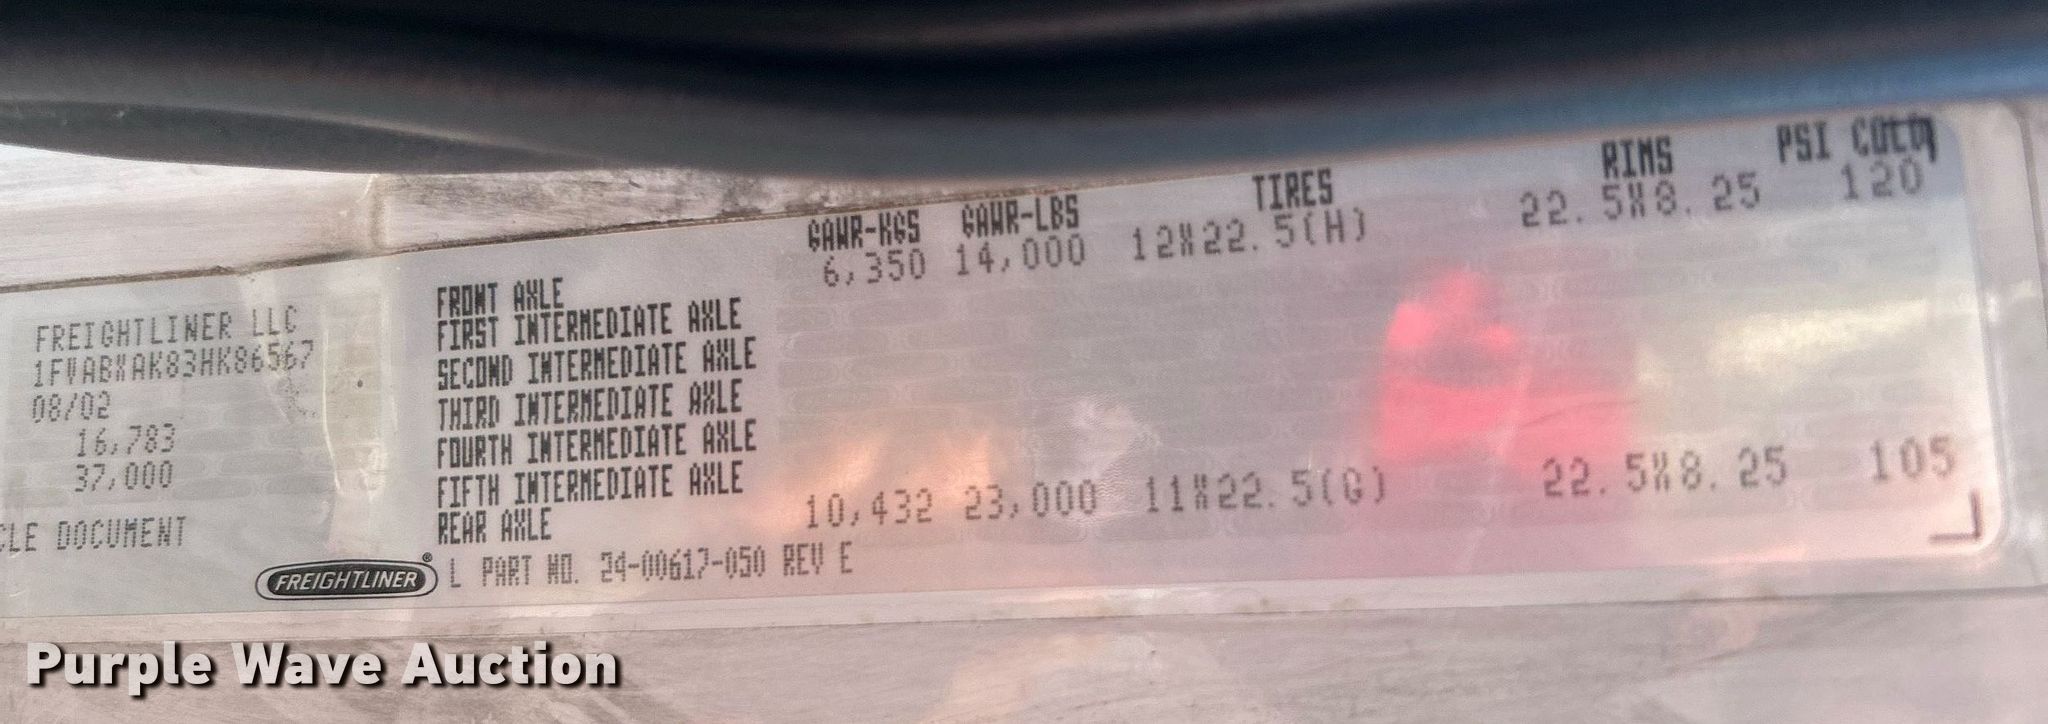 FREIGHTLINER LLC
1FVABXAK83HK86567
08/02
16,783
37,000
CLE DOCUMENT
GAWR-KGS GAWR-LBS TIRES RIMS PSI COLD
FRONT AXLE 6,350 14,000 12X22.5(H) 22.5X8.25 120
FIRST INTERMEDIATE AXLE
SECOND INTERMEDIATE AXLE
THIRD INTERMEDIATE AXLE
FOURTH INTERMEDIATE AXLE
FIFTH INTERMEDIATE AXLE
REAR AXLE 10,432 23,000 11X22.5(G) 22.5X8.25 105
FREIGHTLINER® L PART NO. 24-00617-050 REV E
Purple Wave Auction